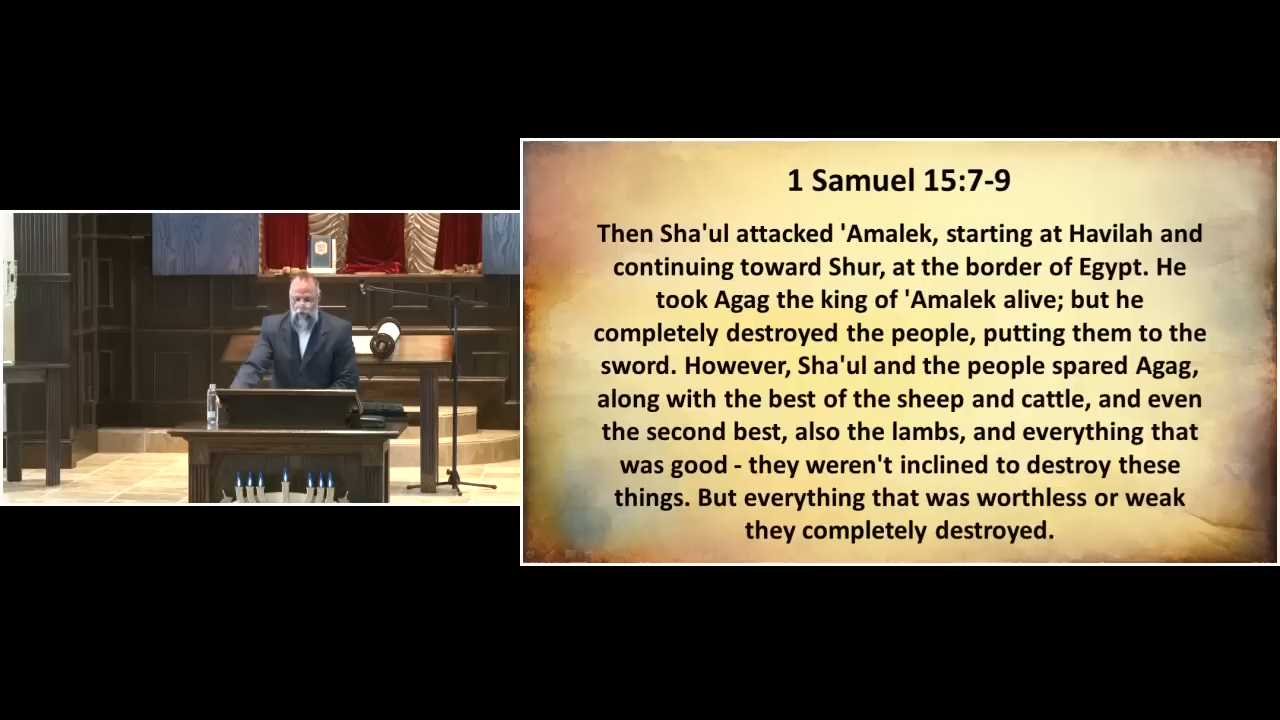 1 Samuel 15:7-9
Then Sha'ul attacked 'Amalek, starting at Havilah and
continuing toward Shur, at the border of Egypt. He
took Agag the king of 'Amalek alive; but he
completely destroyed the people, putting them to the
sword. However, Sha'ul and the people spared Agag,
along with the best of the sheep and cattle, and even
the second best, also the lambs, and everything that
was good - they weren't inclined to destroy these
things. But everything that was worthless or weak
they completely destroyed.